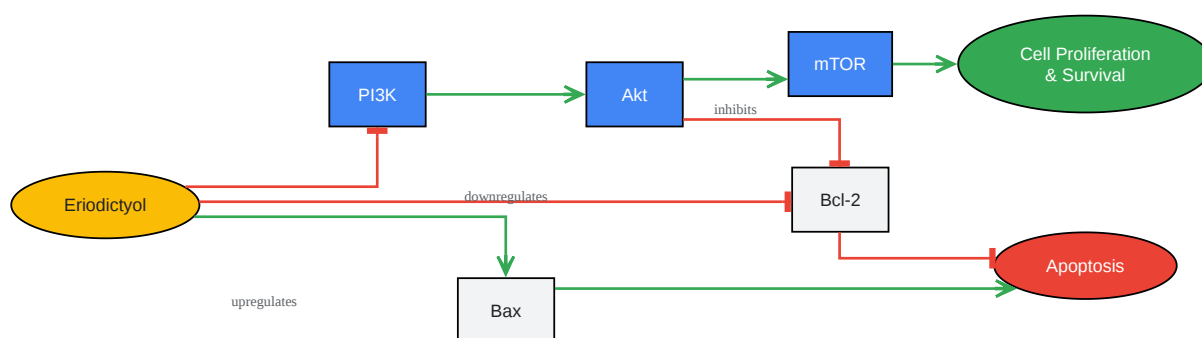 Cell Proliferation
& Survival
mTOR
PI3K
Akt
inhibits
Eriodictyol
downregulates
Bcl-2
Apoptosis
upregulates
Bax